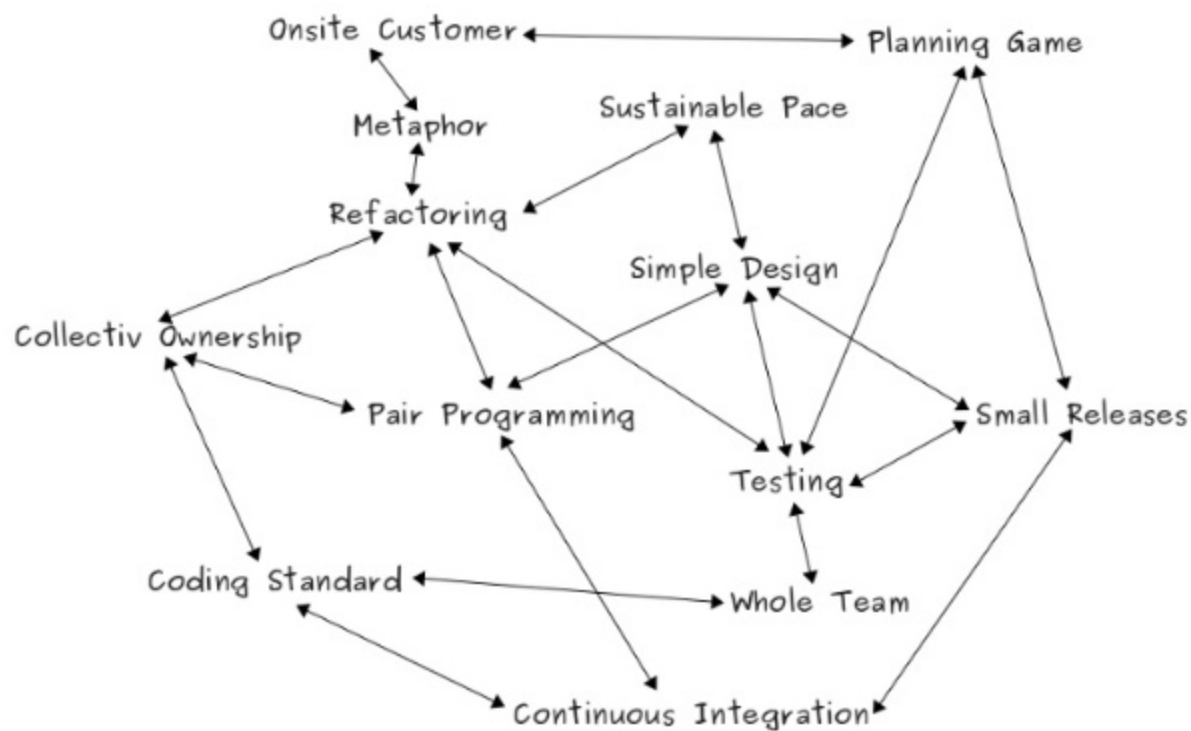 Onsite Customer
Planning Game
Sustainable Pace
Metaphor
Refactoring
Simple Design
Collectiv Ownership
Pair Programming
Small Releases
Testing
Coding Standard
Whole Team
Continuous Integration